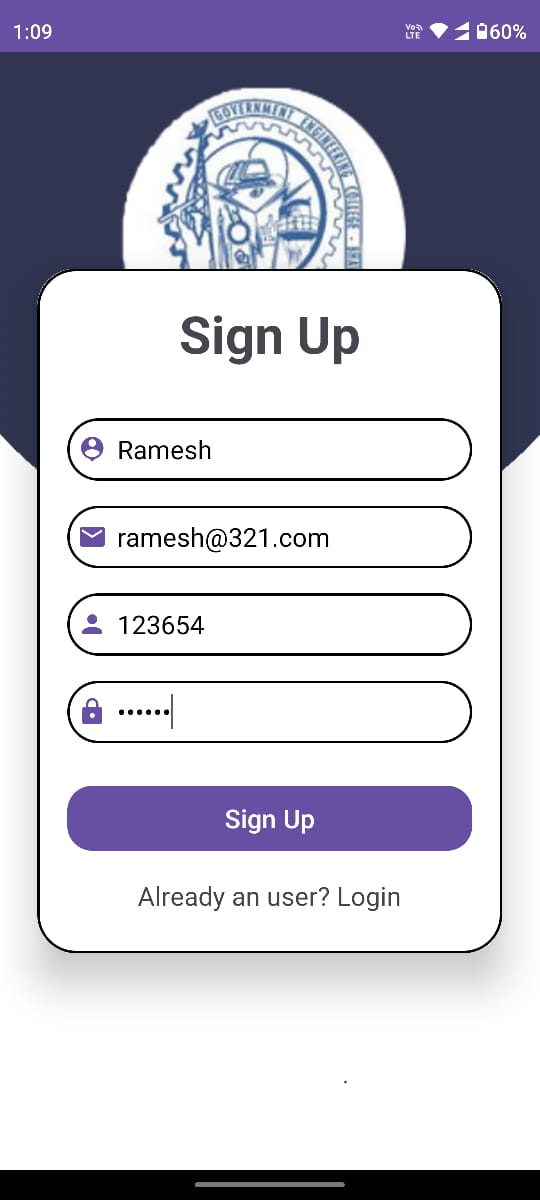 1:09
Vo)) LTE 60%
GOVERNMENT ENGINEERING COLLEGE
Sign Up
Ramesh
ramesh@321.com
123654
••••••
Sign Up
Already an user? Login